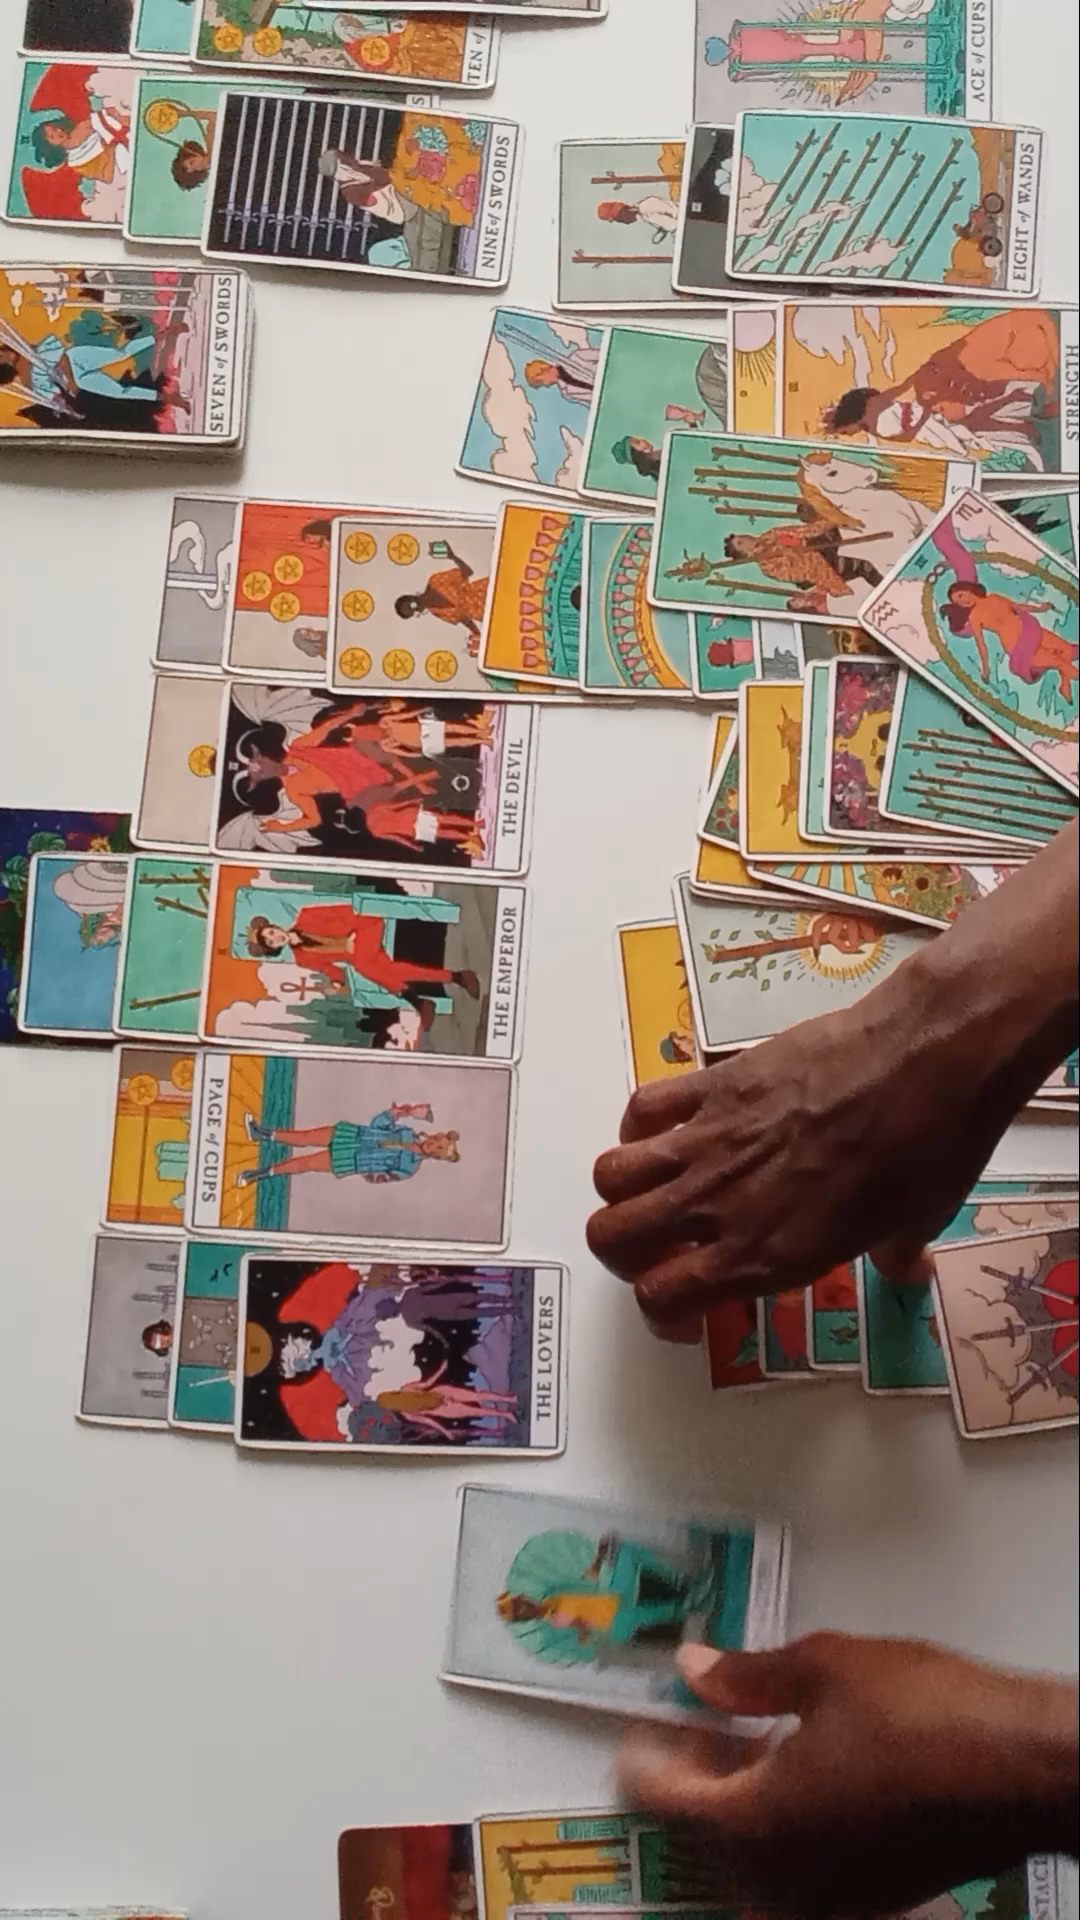 TEN of
ACE of CUPS
S
NINE of SWORDS
EIGHT of WANDS
SEVEN of SWORDS
STRENGTH
S
THE DEVIL
THE EMPEROR
PAGE of CUPS
THE LOVERS